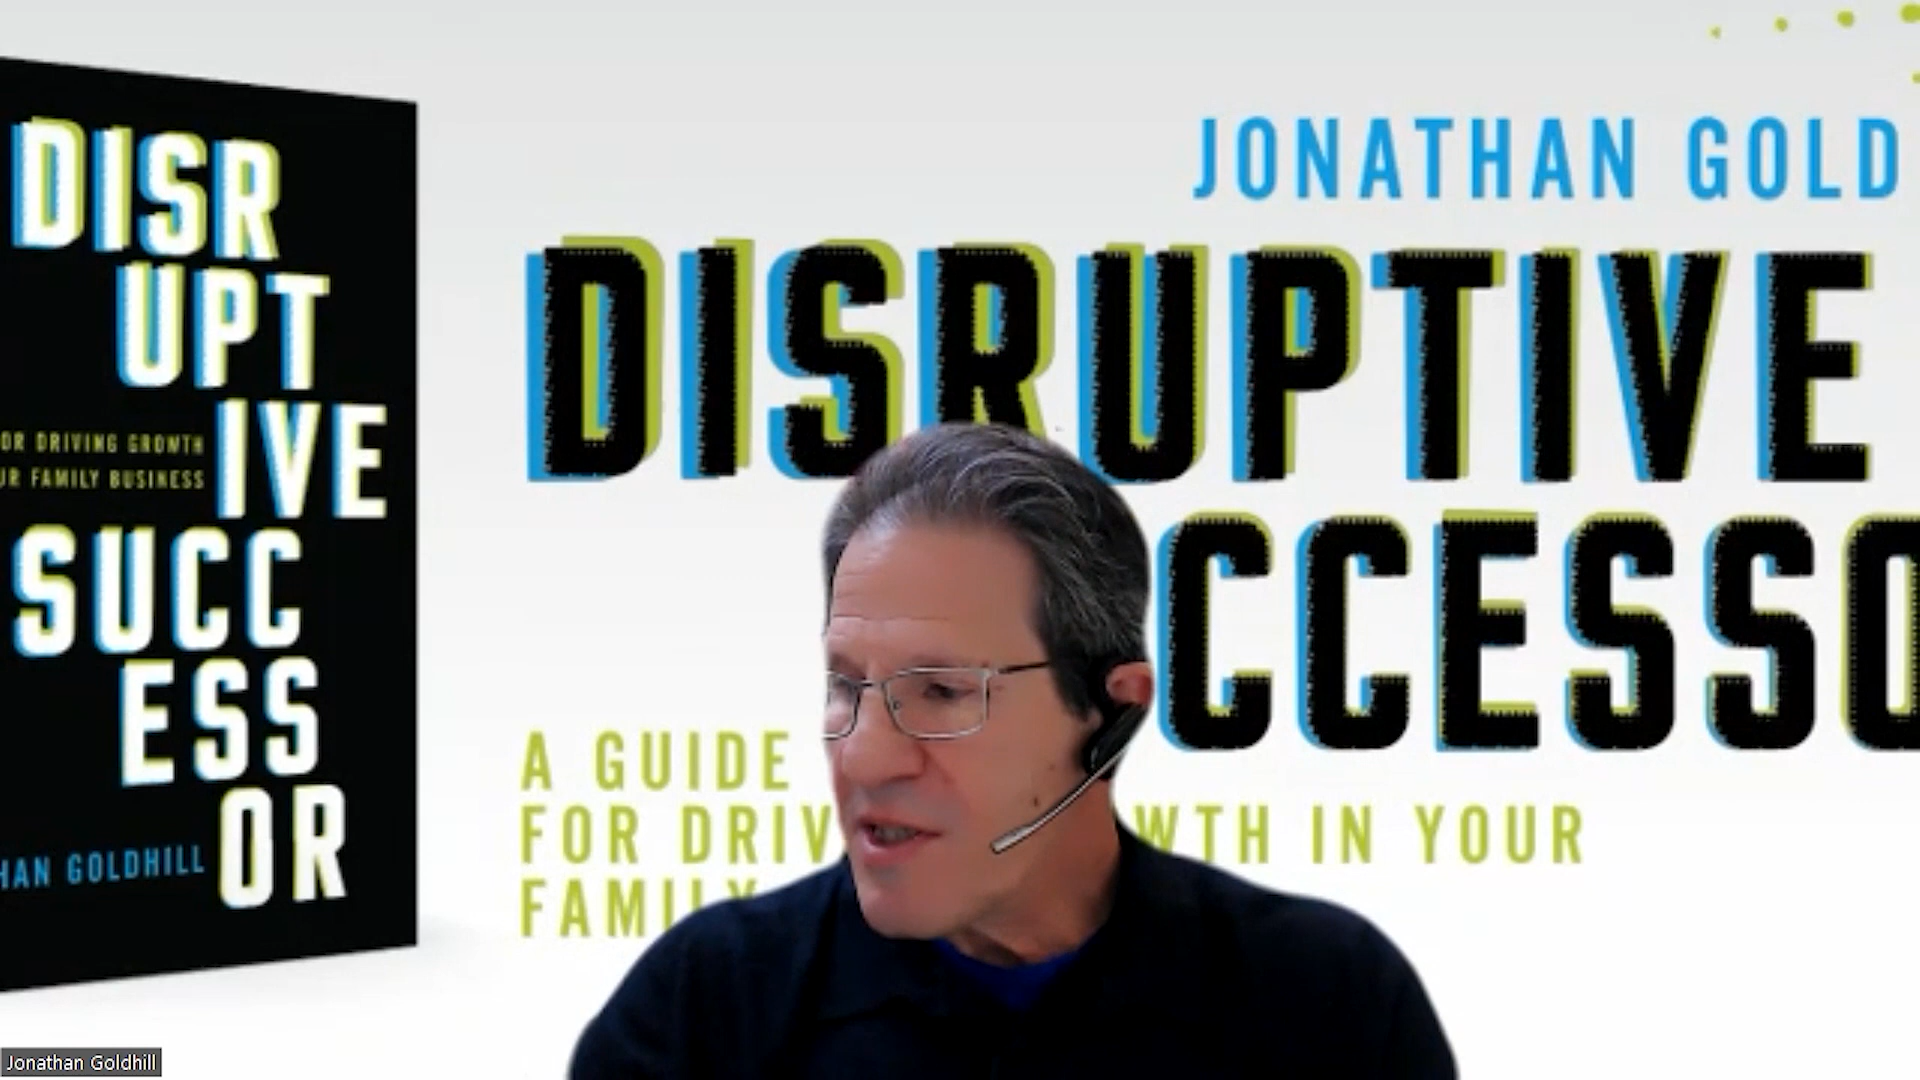 DISR
UPT
IVE
OR DRIVING GROWTH
UR FAMILY BUSINESS
SUCC
ESS
OR
HAN GOLDHILL
JONATHAN GOLD
DISRUPTIVE
CCESSO
A GUIDE
FOR DRIV WTH IN YOUR
FAMILY
Jonathan Goldhill